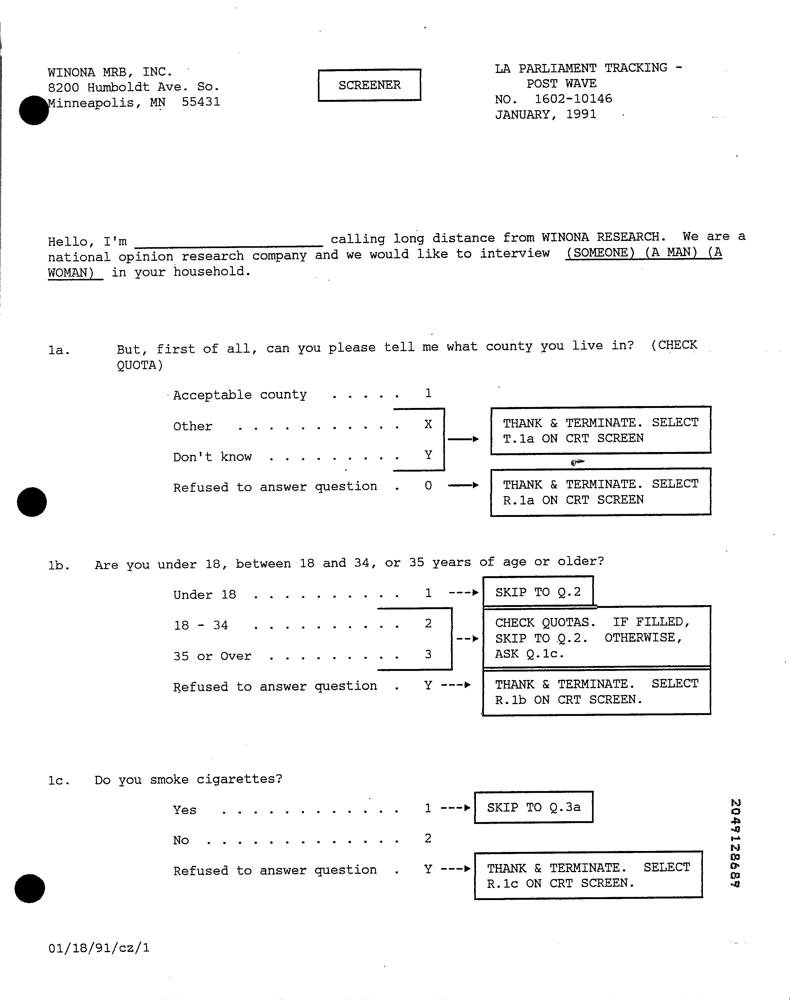 WINONA MRB, INC.
8200 Humboldt Ave. So.
Minneapolis, MN 55431
SCREENER
LA PARLIAMENT TRACKING -
POST WAVE
NO. 1602-10146
JANUARY, 1991
Hello, I'm ________________________ calling long distance from WINONA RESEARCH. We are a
national opinion research company and we would like to interview (SOMEONE) (A MAN) (A
WOMAN) in your household.
1a. But, first of all, can you please tell me what county you live in? (CHECK
QUOTA)
Acceptable county . . . . . 1
Other . . . . . . . . . . . X
THANK & TERMINATE. SELECT
T.1a ON CRT SCREEN
Don't know . . . . . . . . . Y
Refused to answer question . 0
THANK & TERMINATE. SELECT
R.1a ON CRT SCREEN
1b. Are you under 18, between 18 and 34, or 35 years of age or older?
Under 18 . . . . . . . . . . 1
SKIP TO Q.2
18 - 34 . . . . . . . . . . 2
35 or Over . . . . . . . . . 3
CHECK QUOTAS. IF FILLED,
SKIP TO Q.2. OTHERWISE,
ASK Q.1c.
Refused to answer question . Y
THANK & TERMINATE. SELECT
R.1b ON CRT SCREEN.
1c. Do you smoke cigarettes?
Yes . . . . . . . . . . . . 1
SKIP TO Q.3a
No . . . . . . . . . . . . . 2
Refused to answer question . Y
THANK & TERMINATE. SELECT
R.1c ON CRT SCREEN.
2049128689
01/18/91/cz/1